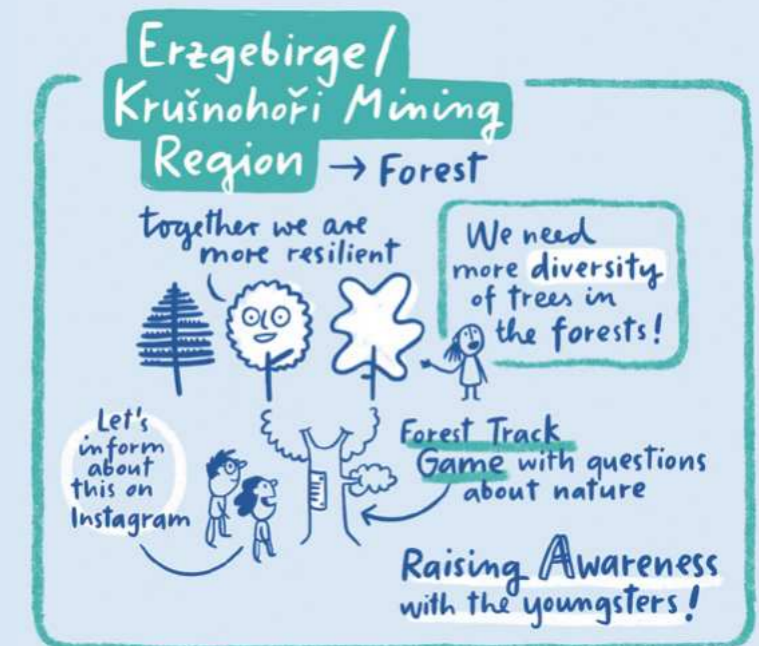 Erzgebirge/
Krušnohoři Mining
Region → Forest
together we are
more resilient
We need
more diversity
of trees in
the forests!
Let's
inform
about
this on
Instagram
Forest Track
Game with questions
about nature
Raising Awareness
with the youngsters!